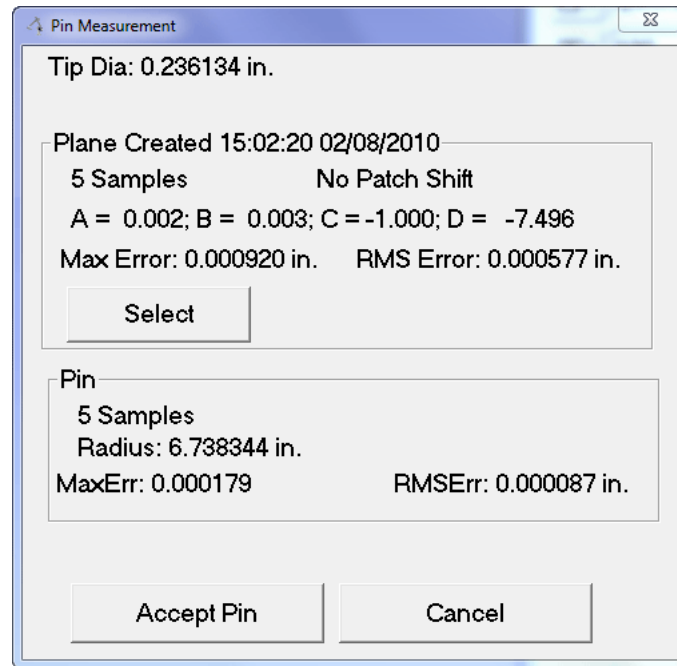 Pin Measurement
Tip Dia: 0.236134 in.
Plane Created 15:02:20 02/08/2010
5 Samples No Patch Shift
A = 0.002; B = 0.003; C =-1.000; D = -7.496
Max Error: 0.000920 in. RMS Error: 0.000577 in.
Select
Pin
5 Samples
Radius: 6.738344 in.
MaxErr: 0.000179 RMSErr: 0.000087 in.
Accept Pin Cancel